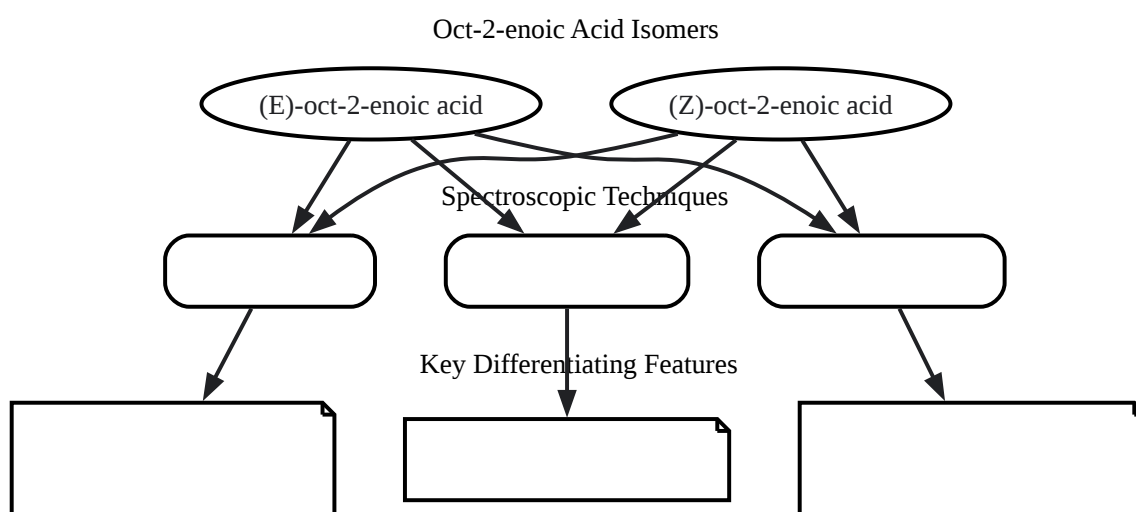 Oct-2-enoic Acid Isomers
(E)-oct-2-enoic acid
(Z)-oct-2-enoic acid
Spectroscopic Techniques
Key Differentiating Features